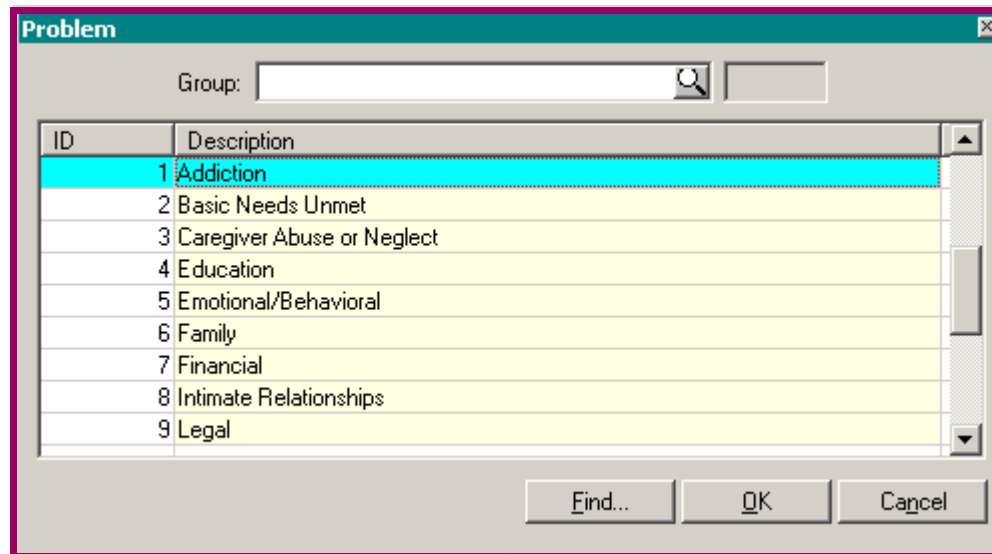 Problem
Group:
ID Description
1 Addiction
2 Basic Needs Unmet
3 Caregiver Abuse or Neglect
4 Education
5 Emotional/Behavioral
6 Family
7 Financial
8 Intimate Relationships
9 Legal
Find... OK Cancel